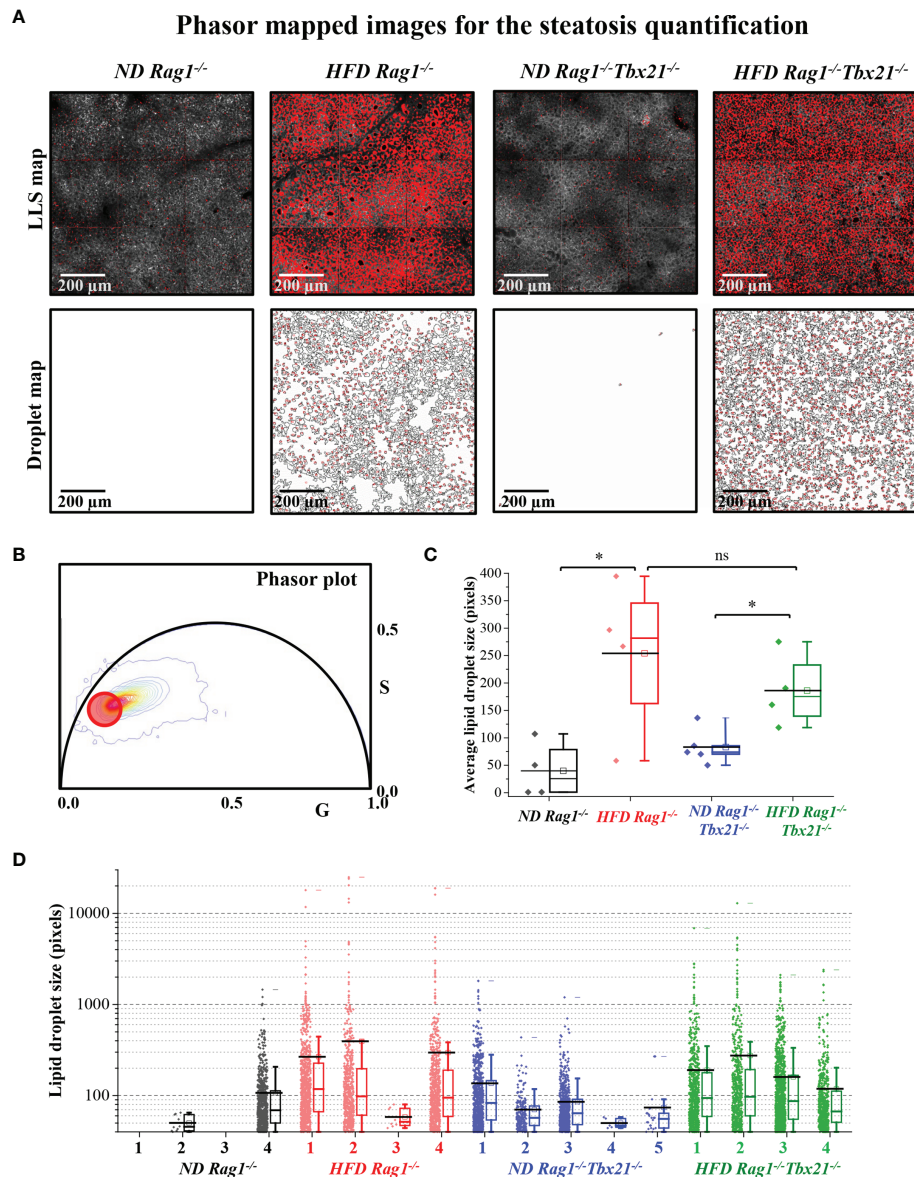 A
Phasor mapped images for the steatosis quantification
ND Rag1-/-
HFD Rag1-/-
ND Rag1-/-Tbx21-/-
HFD Rag1-/-Tbx21-/-
LLS map
200 µm
200 µm
200 µm
200 µm
Droplet map
200 µm
200 µm
200 µm
200 µm
B
Phasor plot
0.5
S
0.0
0.0
0.5
1.0
G
C
Average lipid droplet size (pixels)
400
350
300
250
200
150
100
50
0
*
ns
*
ND Rag1-/-
HFD Rag1-/-
ND Rag1-/-
Tbx21-/-
HFD Rag1-/-
Tbx21-/-
D
Lipid droplet size (pixels)
10000
1000
100
1 2 3 4 1 2 3 4 1 2 3 4 5 1 2 3 4
ND Rag1-/- HFD Rag1-/- ND Rag1-/-Tbx21-/- HFD Rag1-/-Tbx21-/-